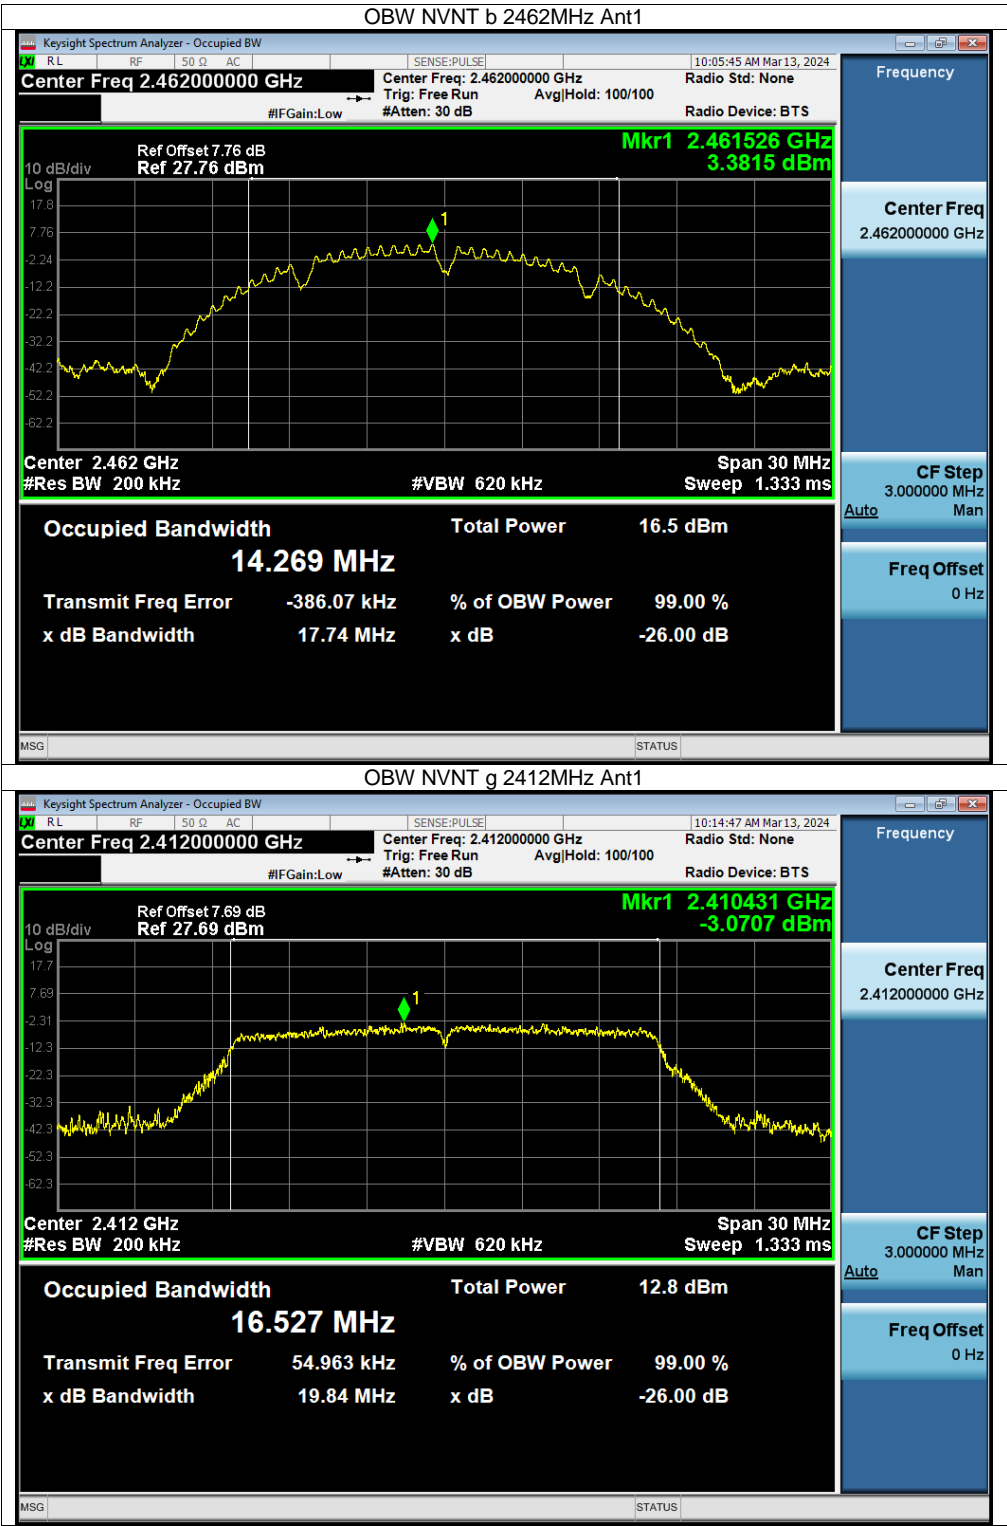 OBW NVNT b 2462MHz Ant1
Keysight Spectrum Analyzer - Occupied BW
LXI RL RF 50 Ω AC SENSE:PULSE 10:05:45 AM Mar 13, 2024
Center Freq 2.462000000 GHz
Center Freq: 2.462000000 GHz
Radio Std: None
Trig: Free Run Avg|Hold: 100/100
#IFGain:Low
#Atten: 30 dB
Radio Device: BTS
Frequency
Mkr1 2.461526 GHz
3.3815 dBm
Ref Offset 7.76 dB
10 dB/div Ref 27.76 dBm
Log
17.8
7.76
-2.24
-12.2
-22.2
-32.2
-42.2
-52.2
-62.2
1
Center Freq
2.462000000 GHz
Center 2.462 GHz
Span 30 MHz
#Res BW 200 kHz
#VBW 620 kHz
Sweep 1.333 ms
CF Step
3.000000 MHz
Auto Man
Freq Offset
0 Hz
Occupied Bandwidth
14.269 MHz
Total Power 16.5 dBm
Transmit Freq Error -386.07 kHz
% of OBW Power 99.00 %
x dB Bandwidth 17.74 MHz
x dB -26.00 dB
MSG STATUS
OBW NVNT g 2412MHz Ant1
Keysight Spectrum Analyzer - Occupied BW
LXI RL RF 50 Ω AC SENSE:PULSE 10:14:47 AM Mar 13, 2024
Center Freq 2.412000000 GHz
Center Freq: 2.412000000 GHz
Radio Std: None
Trig: Free Run Avg|Hold: 100/100
#IFGain:Low
#Atten: 30 dB
Radio Device: BTS
Frequency
Mkr1 2.410431 GHz
-3.0707 dBm
Ref Offset 7.69 dB
10 dB/div Ref 27.69 dBm
Log
17.7
7.69
-2.31
-12.3
-22.3
-32.3
-42.3
-52.3
-62.3
1
Center Freq
2.412000000 GHz
Center 2.412 GHz
Span 30 MHz
#Res BW 200 kHz
#VBW 620 kHz
Sweep 1.333 ms
CF Step
3.000000 MHz
Auto Man
Freq Offset
0 Hz
Occupied Bandwidth
16.527 MHz
Total Power 12.8 dBm
Transmit Freq Error 54.963 kHz
% of OBW Power 99.00 %
x dB Bandwidth 19.84 MHz
x dB -26.00 dB
MSG STATUS